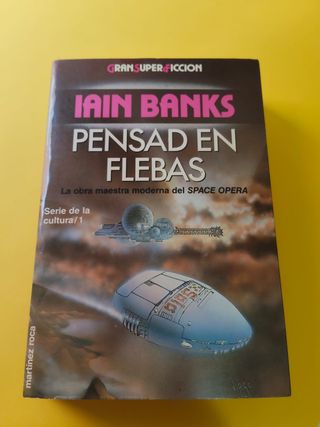 GRAN SUPER FICCION
IAIN BANKS
PENSAD EN
FLEBAS
La obra maestra moderna del SPACE OPERA
Serie de la
cultura/1
martínez roca